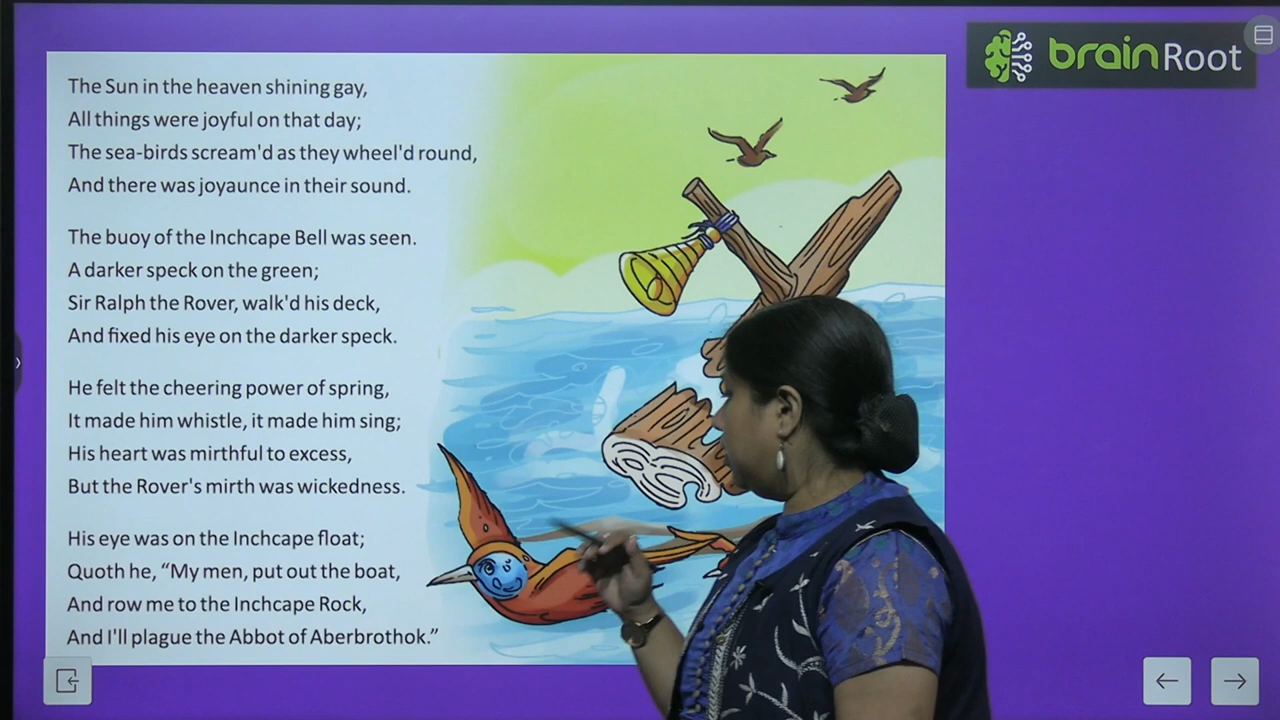 The Sun in the heaven shining gay,
All things were joyful on that day;
The sea-birds scream'd as they wheel'd round,
And there was joyaunce in their sound.
The buoy of the Inchcape Bell was seen.
A darker speck on the green;
Sir Ralph the Rover, walk'd his deck,
And fixed his eye on the darker speck.
He felt the cheering power of spring,
It made him whistle, it made him sing;
His heart was mirthful to excess,
But the Rover's mirth was wickedness.
His eye was on the Inchcape float;
Quoth he, “My men, put out the boat,
And row me to the Inchcape Rock,
And I'll plague the Abbot of Aberbrothok.”
brainRoot